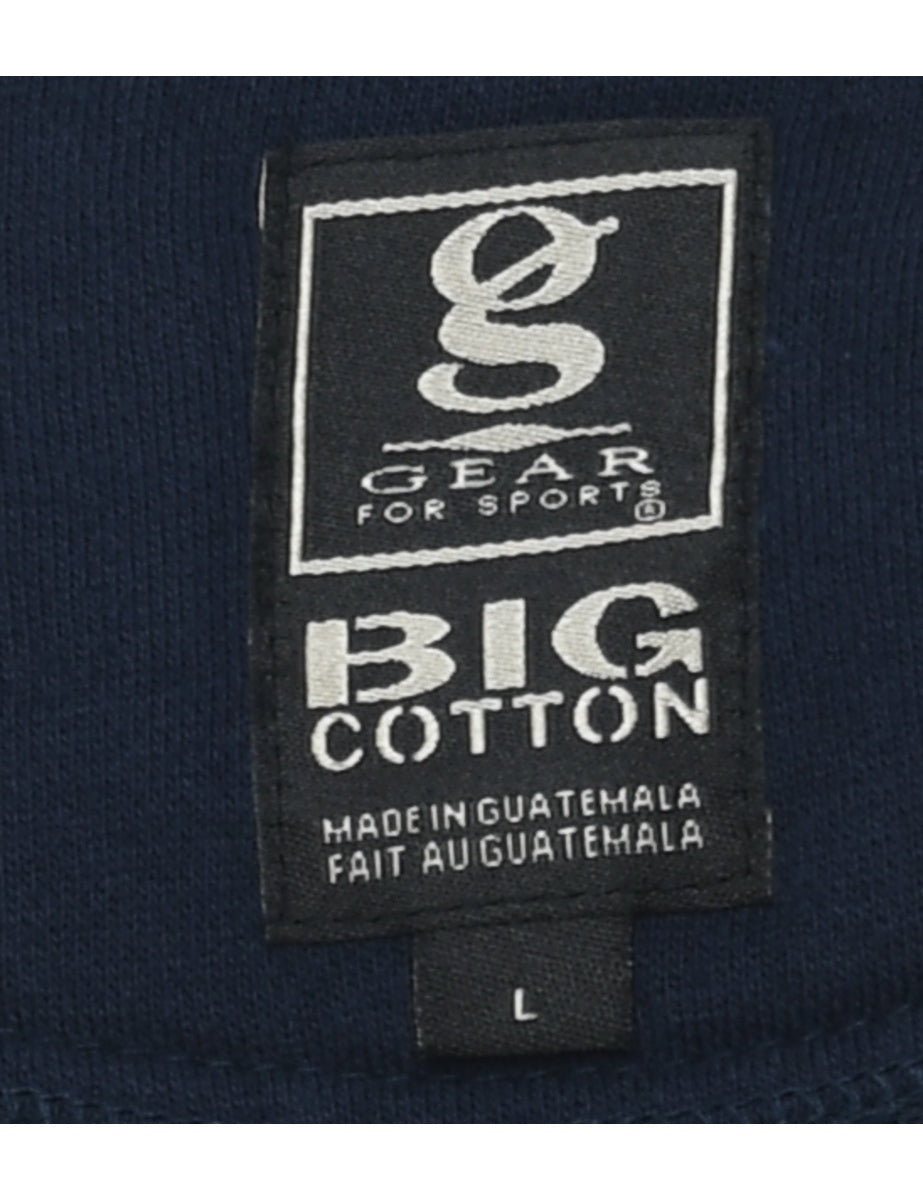 g
GEAR
FOR SPORTS®
BIG
COTTON
MADE IN GUATEMALA
FAIT AU GUATEMALA
L